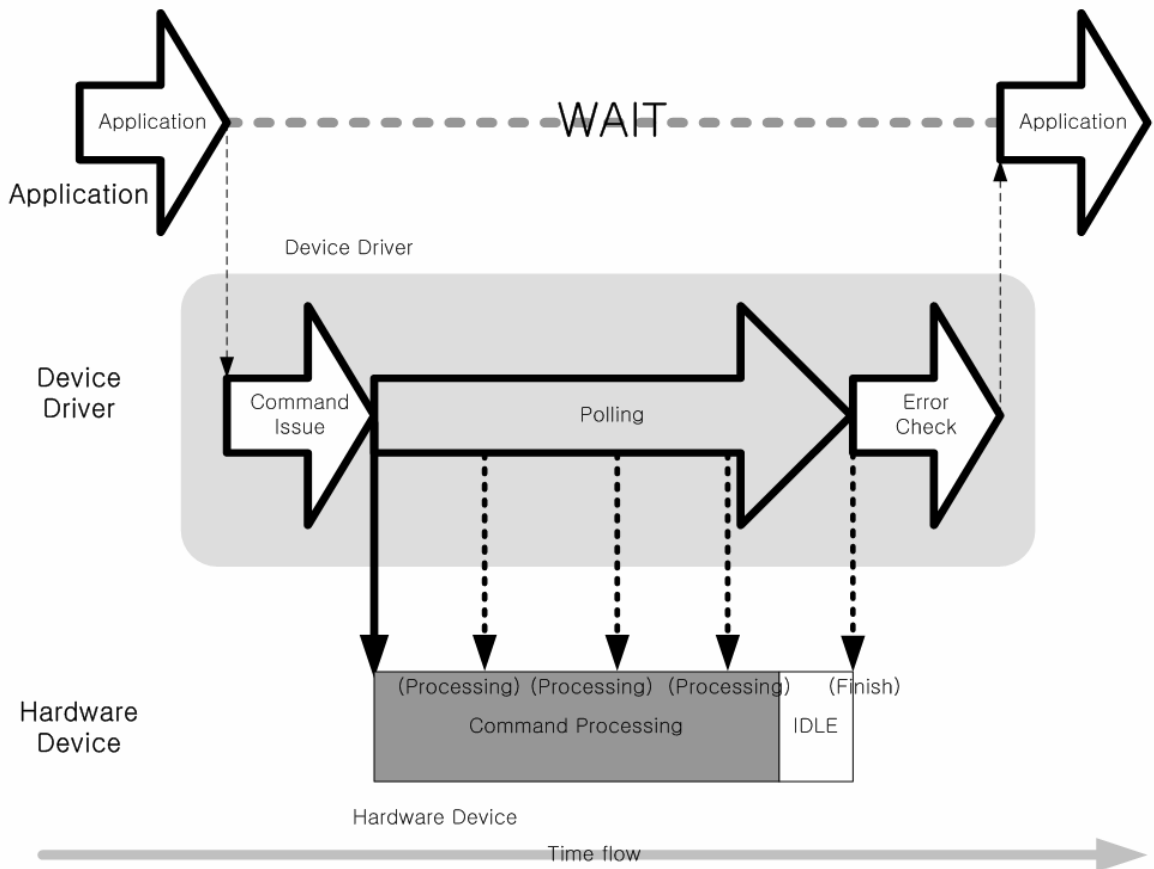 WAIT
Application
Application
Application
Device Driver
Device
Driver
Command
Issue
Polling
Error
Check
(Processing) (Processing) (Processing) (Finish)
Hardware
Device
Command Processing
IDLE
Hardware Device
Time flow